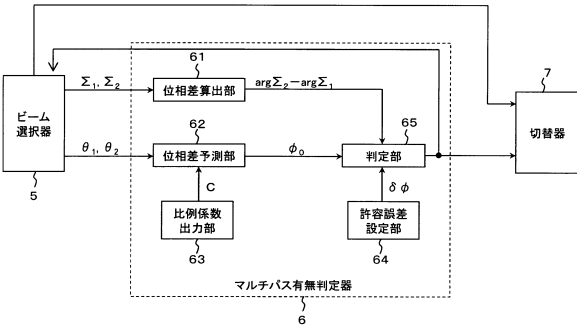 61
7
Σ1, Σ2
位相差算出部
argΣ2−argΣ1
ビーム
選択器
62
65
切替器
θ1, θ2
位相差予測部
φ0
判定部
5
C
δφ
比例係数
出力部
許容誤差
設定部
63
64
マルチパス有無判定器
6